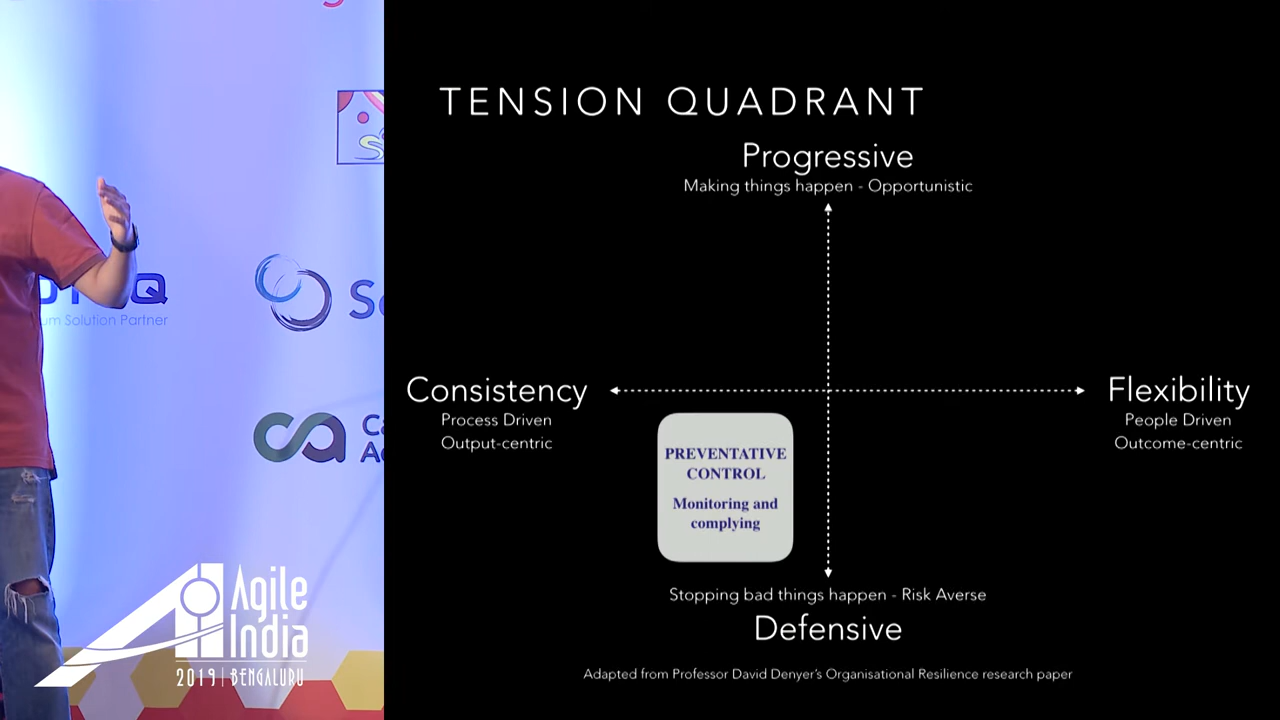 TENSION QUADRANT
Progressive
Making things happen - Opportunistic
Consistency
Process Driven
Output-centric
Flexibility
People Driven
Outcome-centric
PREVENTATIVE
CONTROL
Monitoring and
complying
Stopping bad things happen - Risk Averse
Defensive
Adapted from Professor David Denyer's Organisational Resilience research paper
Solution Partner
Agile
India
2019 | BENGALURU